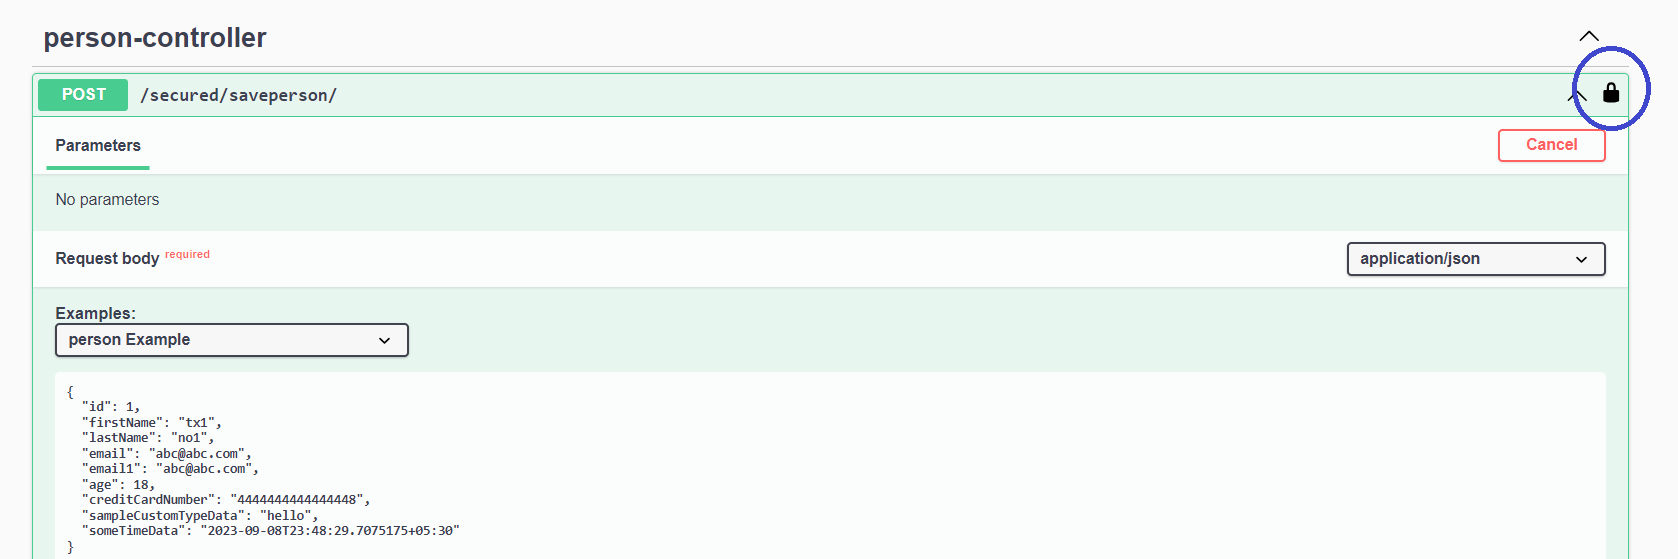 person-controller
POST /secured/saveperson/
Parameters
Cancel
No parameters
Request body required
application/json
Examples:
person Example
{
"id": 1,
"firstName": "tx1",
"lastName": "no1",
"email": "abc@abc.com",
"email1": "abc@abc.com",
"age": 18,
"creditCardNumber": "4444444444444448",
"sampleCustomTypeData": "hello",
"someTimeData": "2023-09-08T23:48:29.7075175+05:30"
}